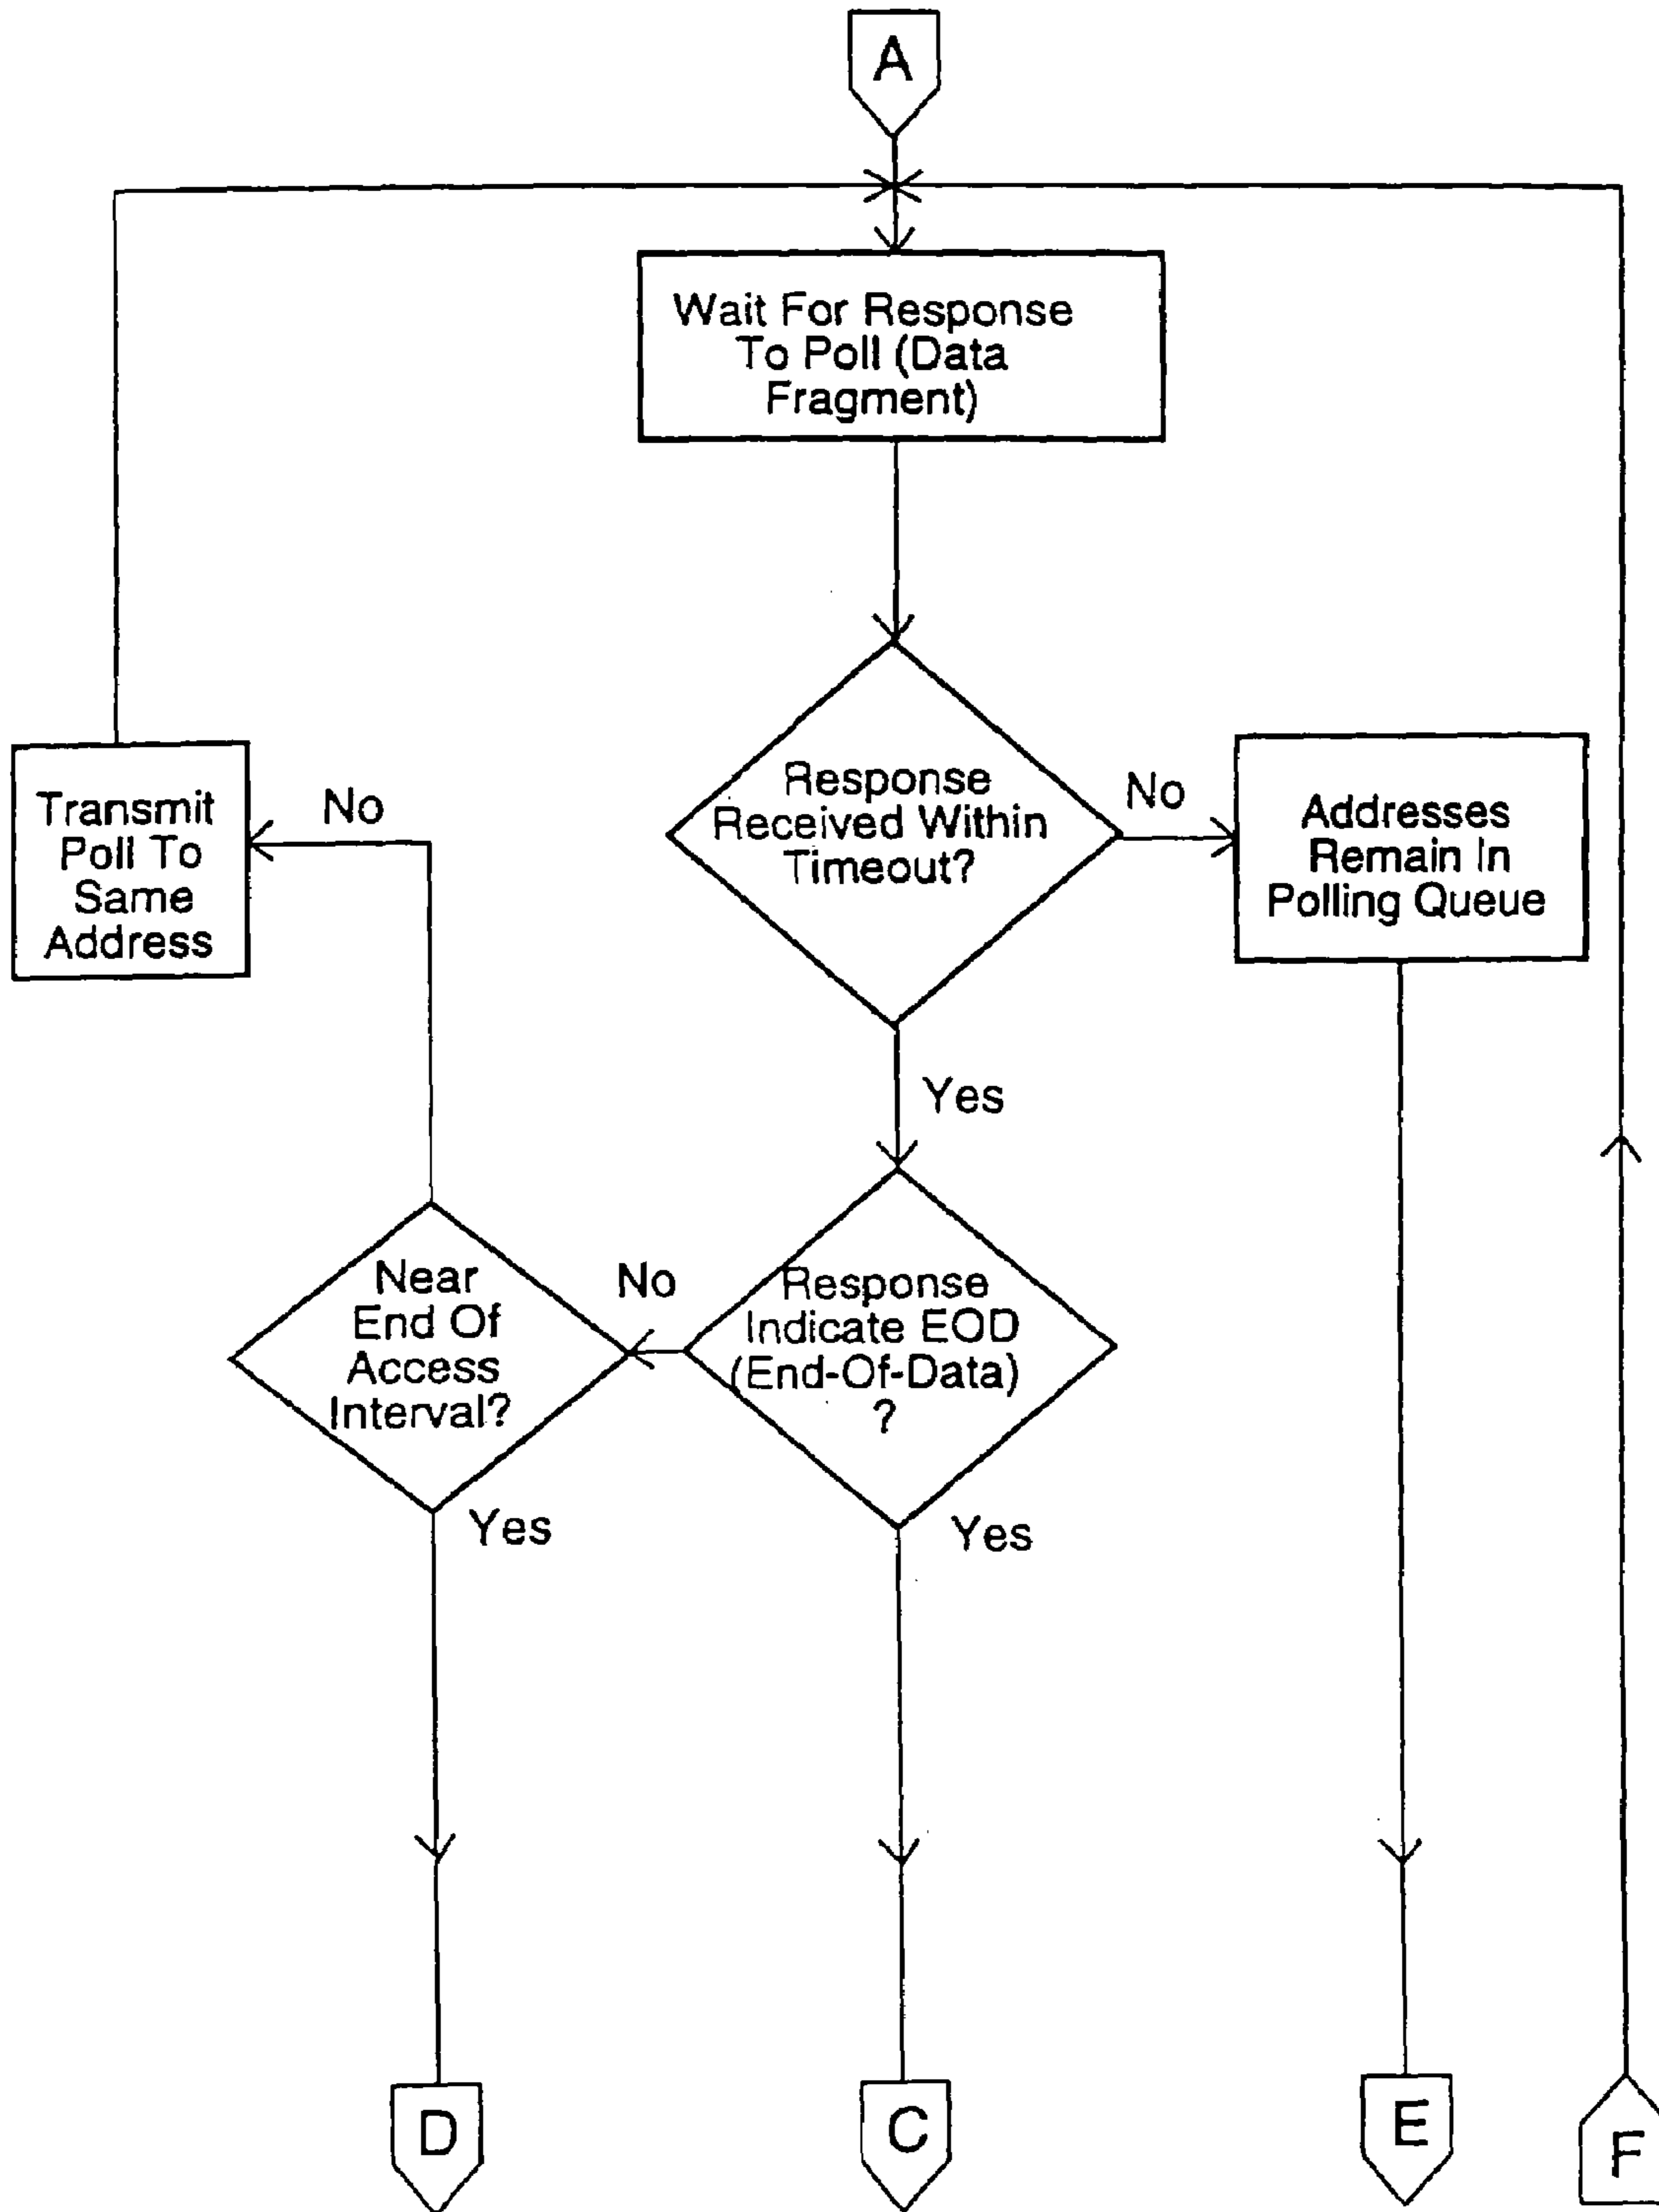 A
Wait For Response
To Poll (Data
Fragment)
Response
Received Within
Timeout?
No
Addresses
Remain In
Polling Queue
Transmit
Poll To
Same
Address
No
Yes
Near
End Of
Access
Interval?
No
Response
Indicate EOD
(End-Of-Data)
?
Yes
Yes
D
C
E
F